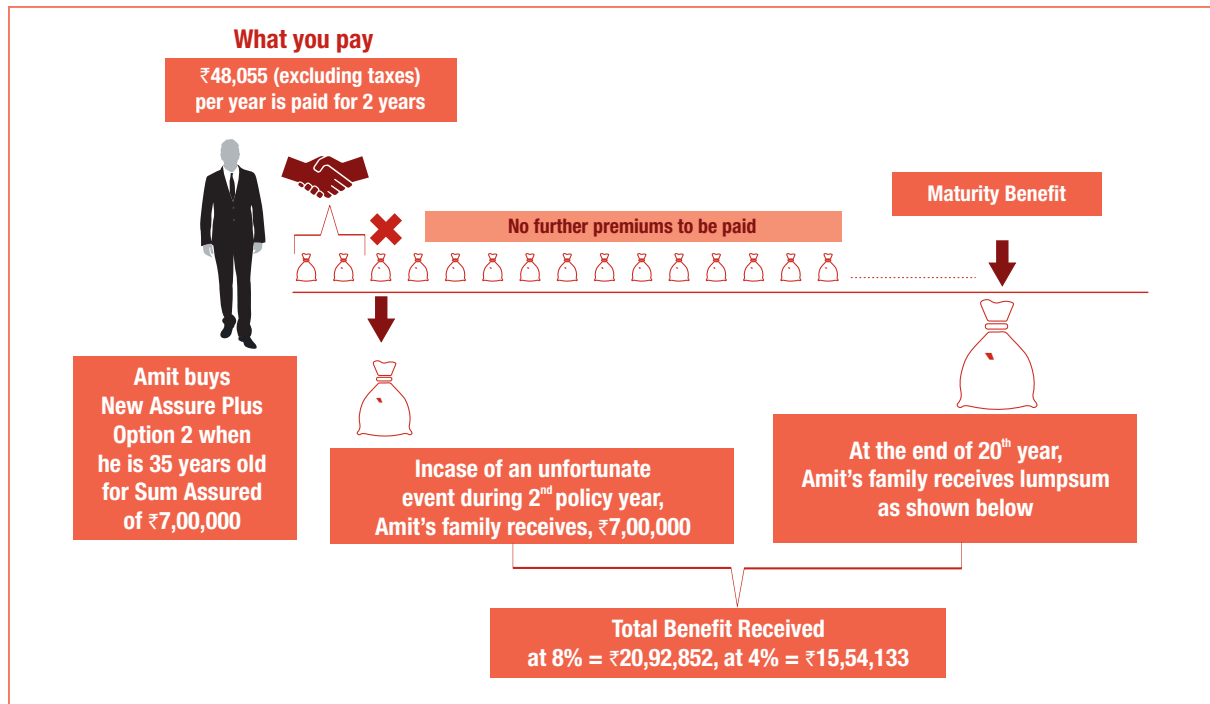 What you pay
₹48,055 (excluding taxes)
per year is paid for 2 years
Maturity Benefit
No further premiums to be paid
Amit buys
New Assure Plus
Option 2 when
he is 35 years old
for Sum Assured
of ₹7,00,000
Incase of an unfortunate
event during 2nd policy year,
Amit's family receives, ₹7,00,000
At the end of 20th year,
Amit's family receives lumpsum
as shown below
Total Benefit Received
at 8% = ₹20,92,852, at 4% = ₹15,54,133